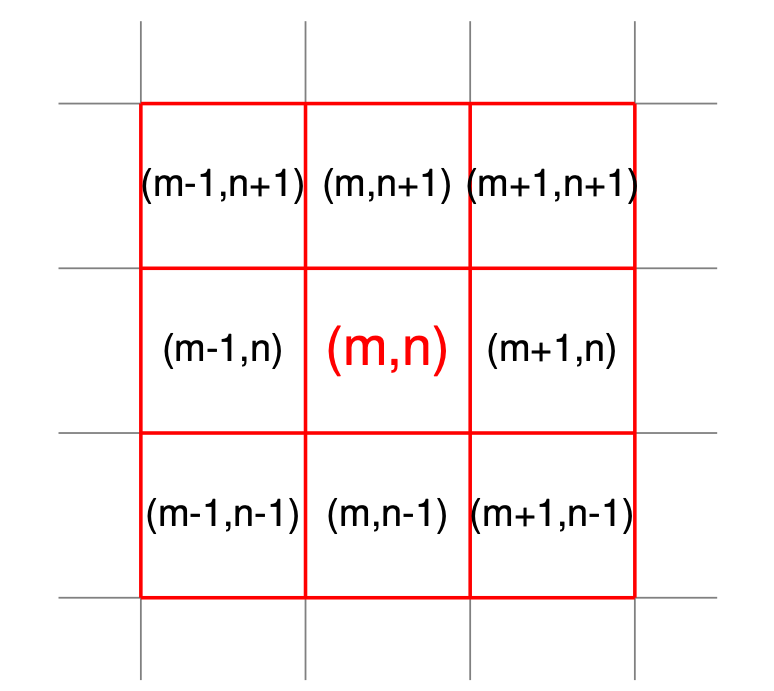 (m-1,n+1) (m,n+1) (m+1,n+1)
(m-1,n) (m,n) (m+1,n)
(m-1,n-1) (m,n-1) (m+1,n-1)